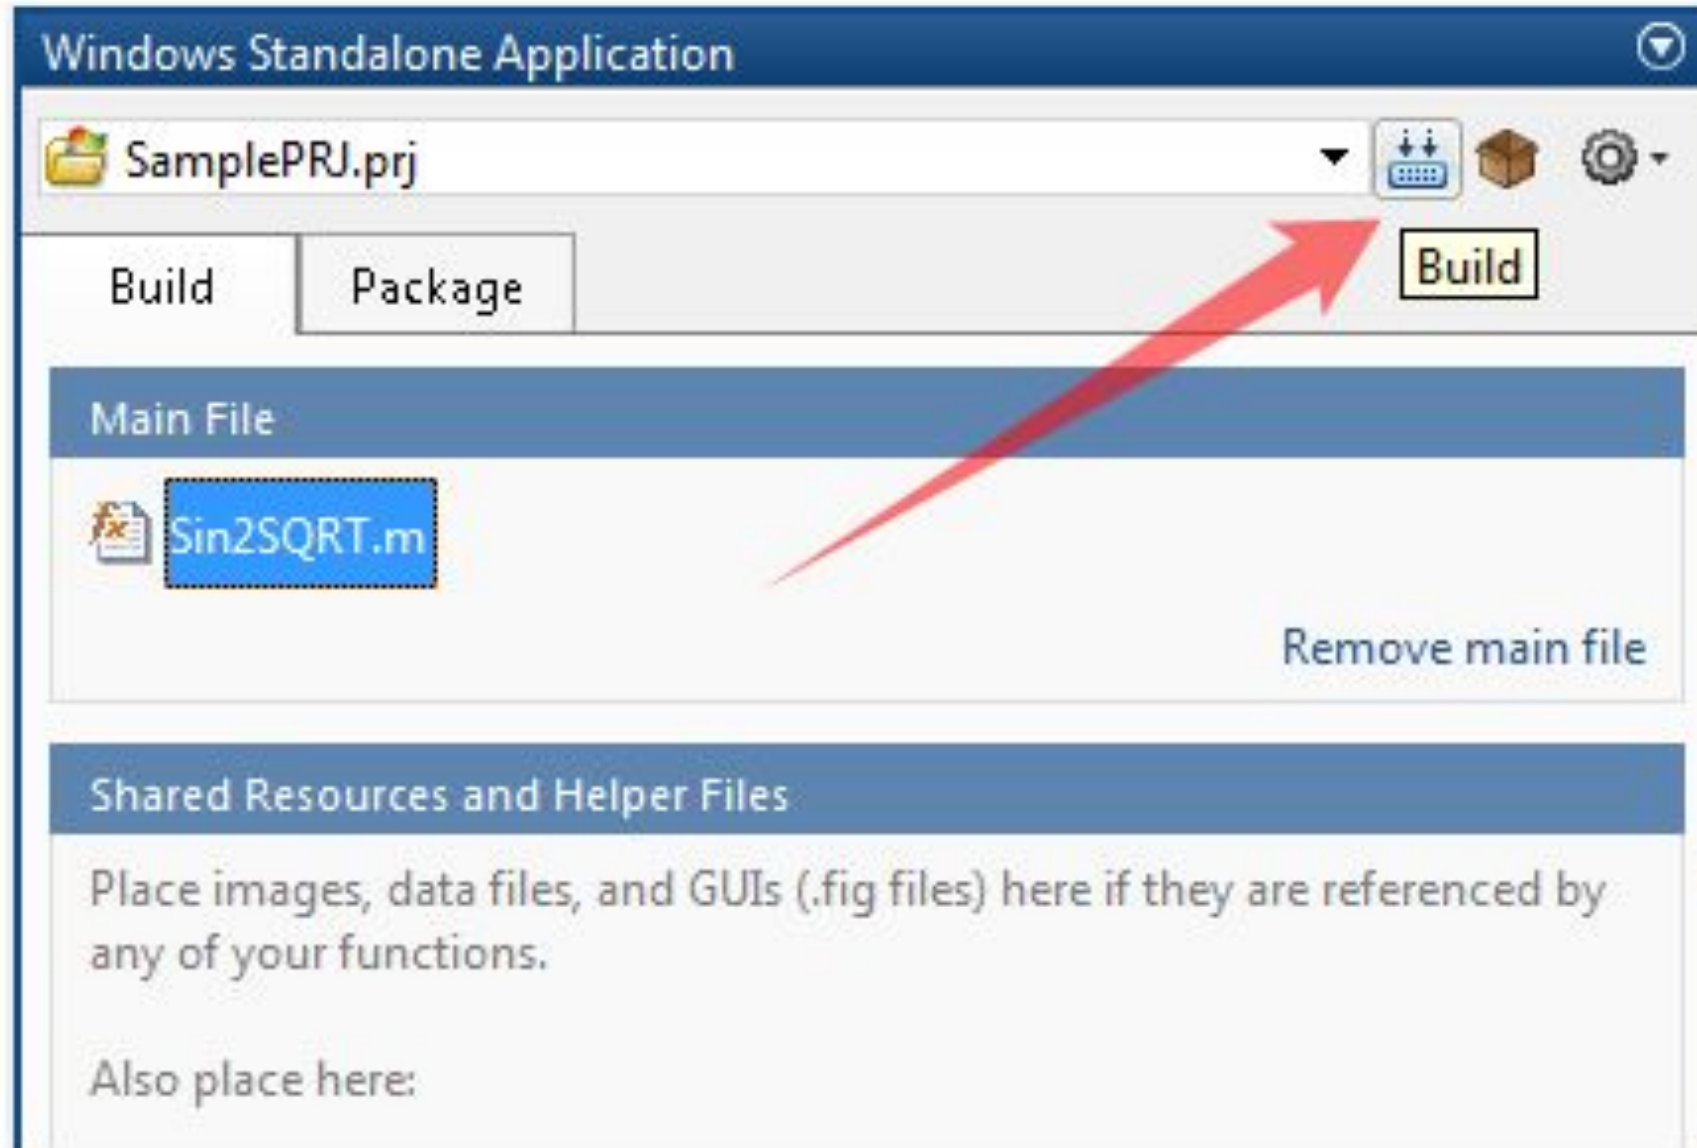 Windows Standalone Application
SamplePRJ.prj
Build
Build Package
Main File
Sin2SQRT.m
Remove main file
Shared Resources and Helper Files
Place images, data files, and GUIs (.fig files) here if they are referenced by
any of your functions.
Also place here: